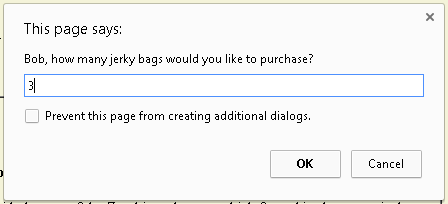 This page says:
Bob, how many jerky bags would you like to purchase?
3
Prevent this page from creating additional dialogs.
OK Cancel